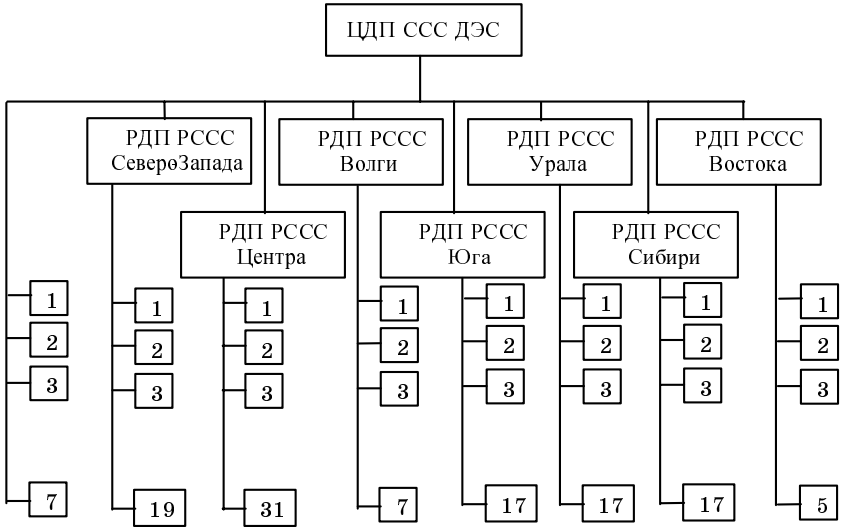 ЦДП ССС ДЭС
РДП РССС
Северо-Запада
РДП РССС
Волги
РДП РССС
Урала
РДП РССС
Востока
РДП РССС
Центра
РДП РССС
Юга
РДП РССС
Сибири
1 1 1 1 1 1 1 1
2 2 2 2 2 2 2 2
3 3 3 3 3 3 3 3
7 19 31 7 17 17 17 5